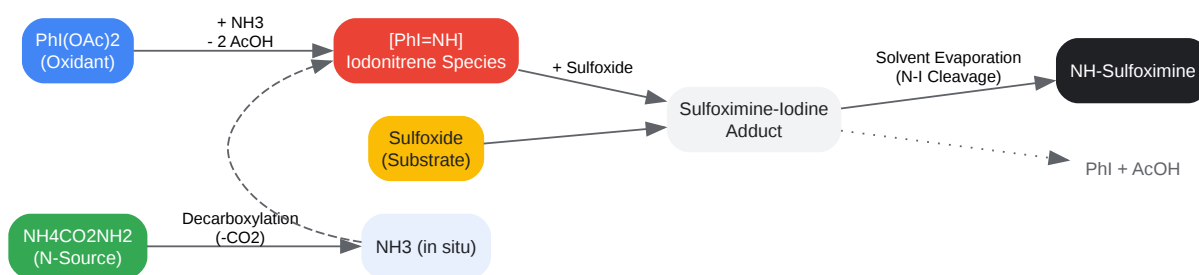 PhI(OAc)2
(Oxidant)
+ NH3
- 2 AcOH
[PhI=NH]
Iodonitrene Species
+ Sulfoxide
Sulfoxide
(Substrate)
Sulfoximine-Iodine
Adduct
Solvent Evaporation
(N-I Cleavage)
NH-Sulfoximine
PhI + AcOH
NH4CO2NH2
(N-Source)
Decarboxylation
(-CO2)
NH3 (in situ)